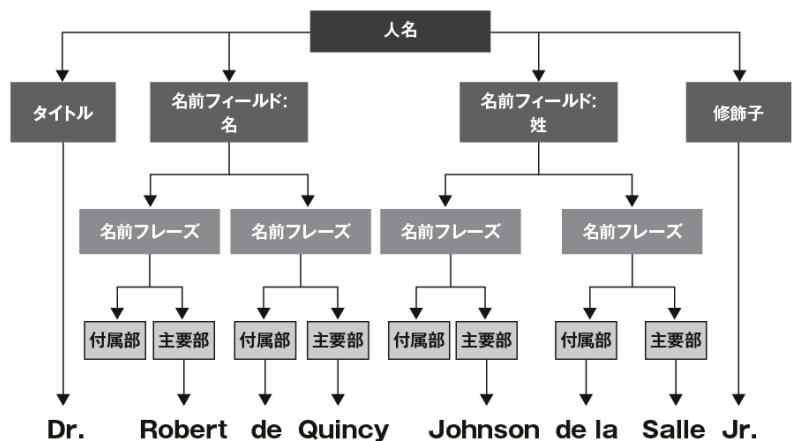 人名
タイトル
名前フィールド:
名
名前フィールド:
姓
修飾子
名前フレーズ
名前フレーズ
名前フレーズ
名前フレーズ
付属部
主要部
付属部
主要部
付属部
主要部
付属部
主要部
Dr. Robert de Quincy Johnson de la Salle Jr.